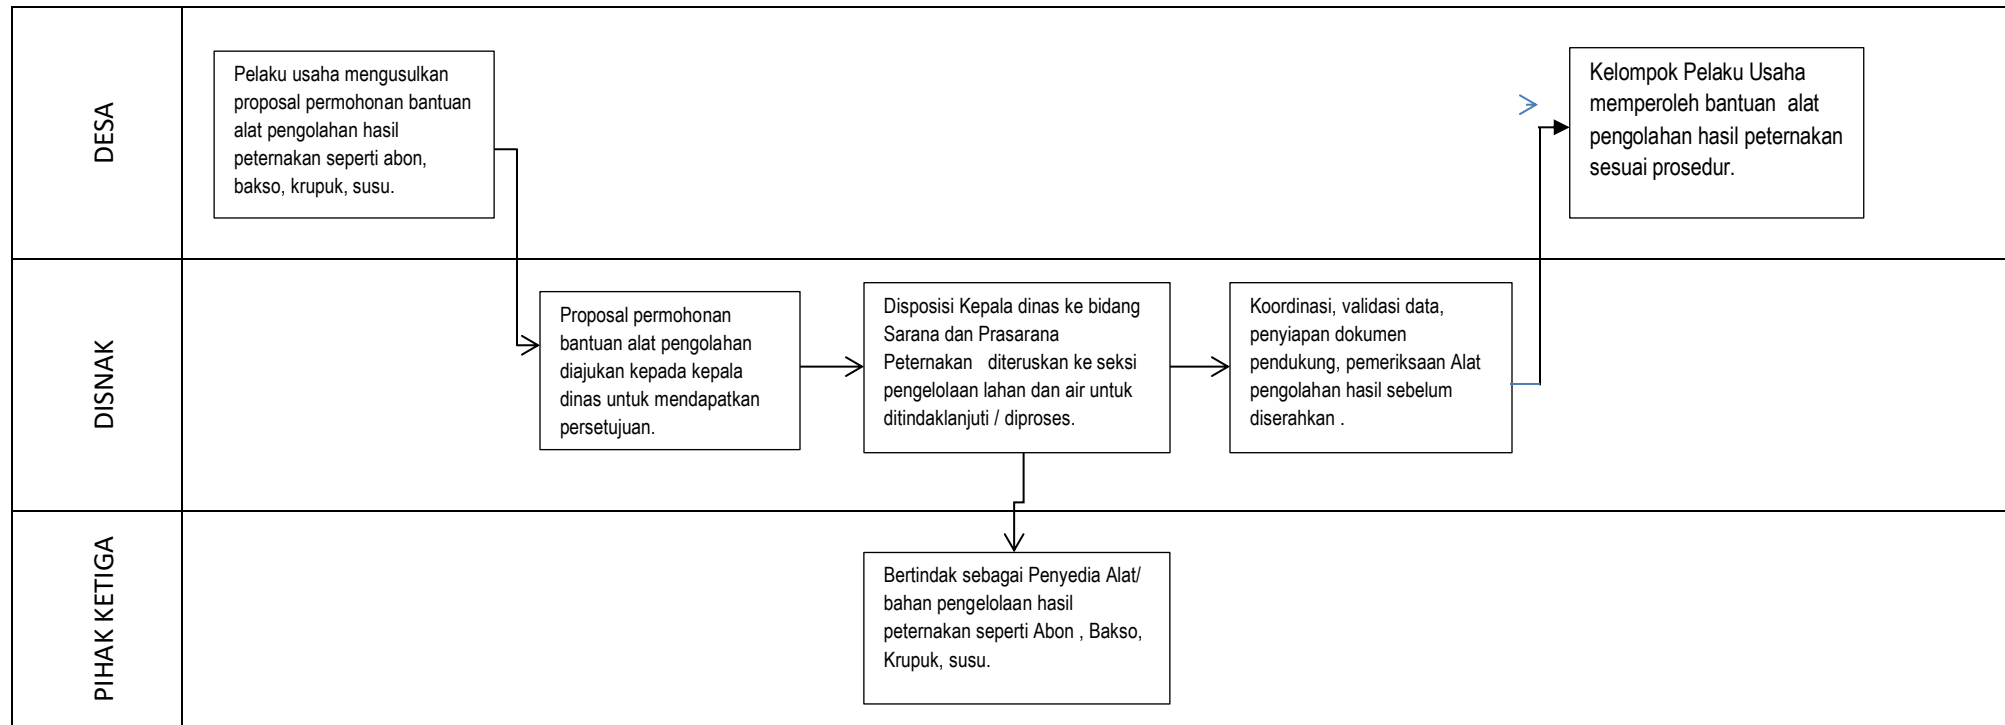 DESA
Pelaku usaha mengusulkan
proposal permohonan bantuan
alat pengolahan hasil
peternakan seperti abon,
bakso, krupuk, susu.
Kelompok Pelaku Usaha
memperoleh bantuan  alat
pengolahan hasil peternakan
sesuai prosedur.
DISNAK
Proposal permohonan
bantuan alat pengolahan
diajukan kepada kepala
dinas untuk mendapatkan
persetujuan.
Disposisi Kepala dinas ke bidang
Sarana dan Prasarana
Peternakan   diteruskan ke seksi
pengelolaan lahan dan air untuk
ditindaklanjuti / diproses.
Koordinasi, validasi data,
penyiapan dokumen
pendukung, pemeriksaan Alat
pengolahan hasil sebelum
diserahkan .
PIHAK KETIGA
Bertindak sebagai Penyedia Alat/
bahan pengelolaan hasil
peternakan seperti Abon , Bakso,
Krupuk, susu.